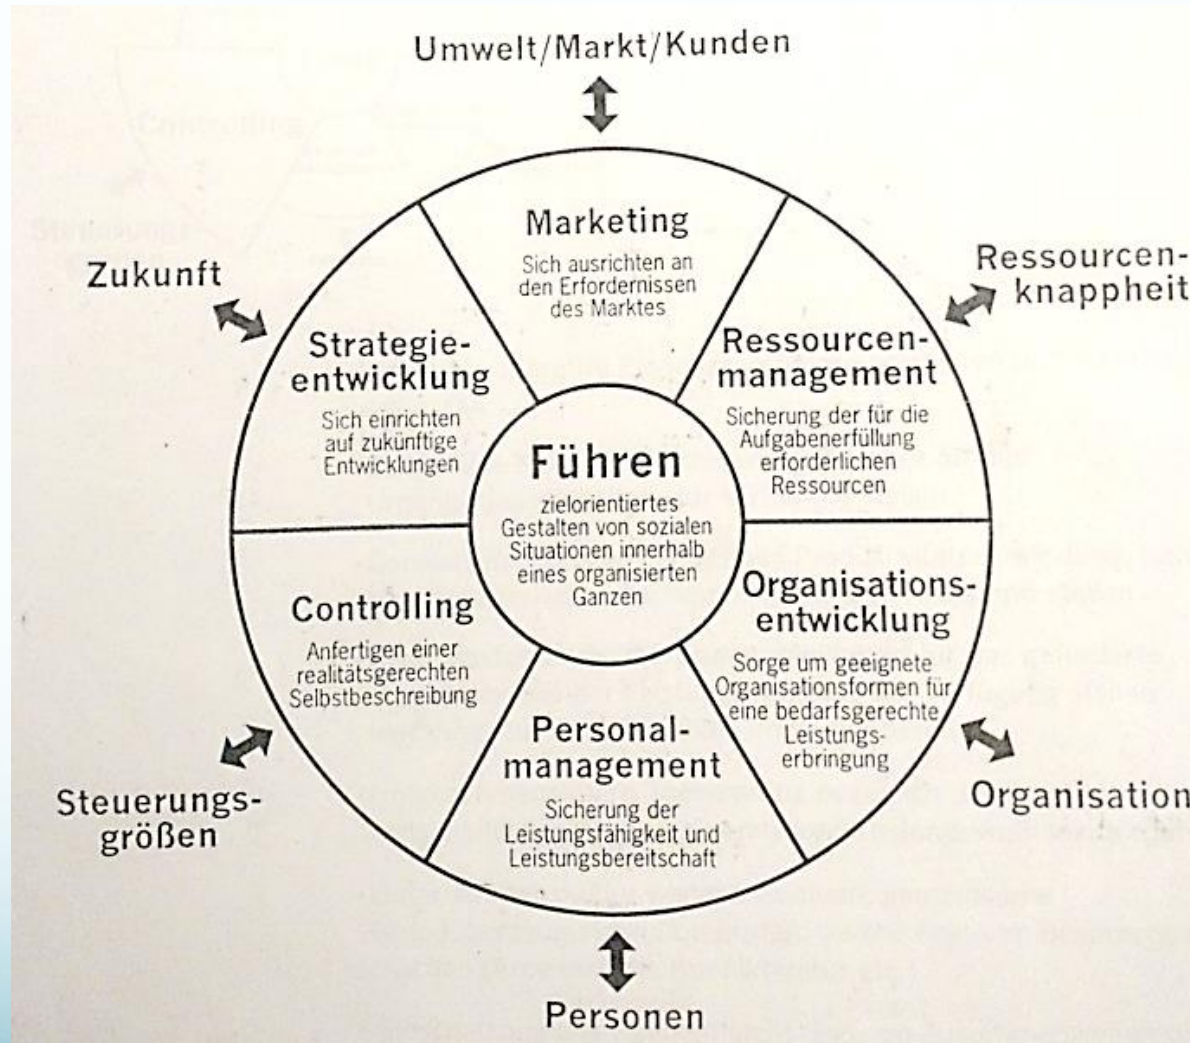 Umwelt/Markt/Kunden
Marketing
Sich ausrichten an
den Erfordernissen
des Marktes
Ressourcen-
knappheit
Ressourcen-
management
Sicherung der für die
Aufgabenerfüllung
erforderlichen
Ressourcen
Zukunft
Strategie-
entwicklung
Sich einrichten
auf zukünftige
Entwicklungen
Führen
zielorientiertes
Gestalten von sozialen
Situationen innerhalb
eines organisierten
Ganzen
Organisations-
entwicklung
Sorge um geeignete
Organisationsformen für
eine bedarfsgerechte
Leistungs-
erbringung
Organisation
Controlling
Anfertigen einer
realitätsgerechten
Selbstbeschreibung
Steuerungs-
größen
Personal-
management
Sicherung der
Leistungsfähigkeit und
Leistungsbereitschaft
Personen
Controlling